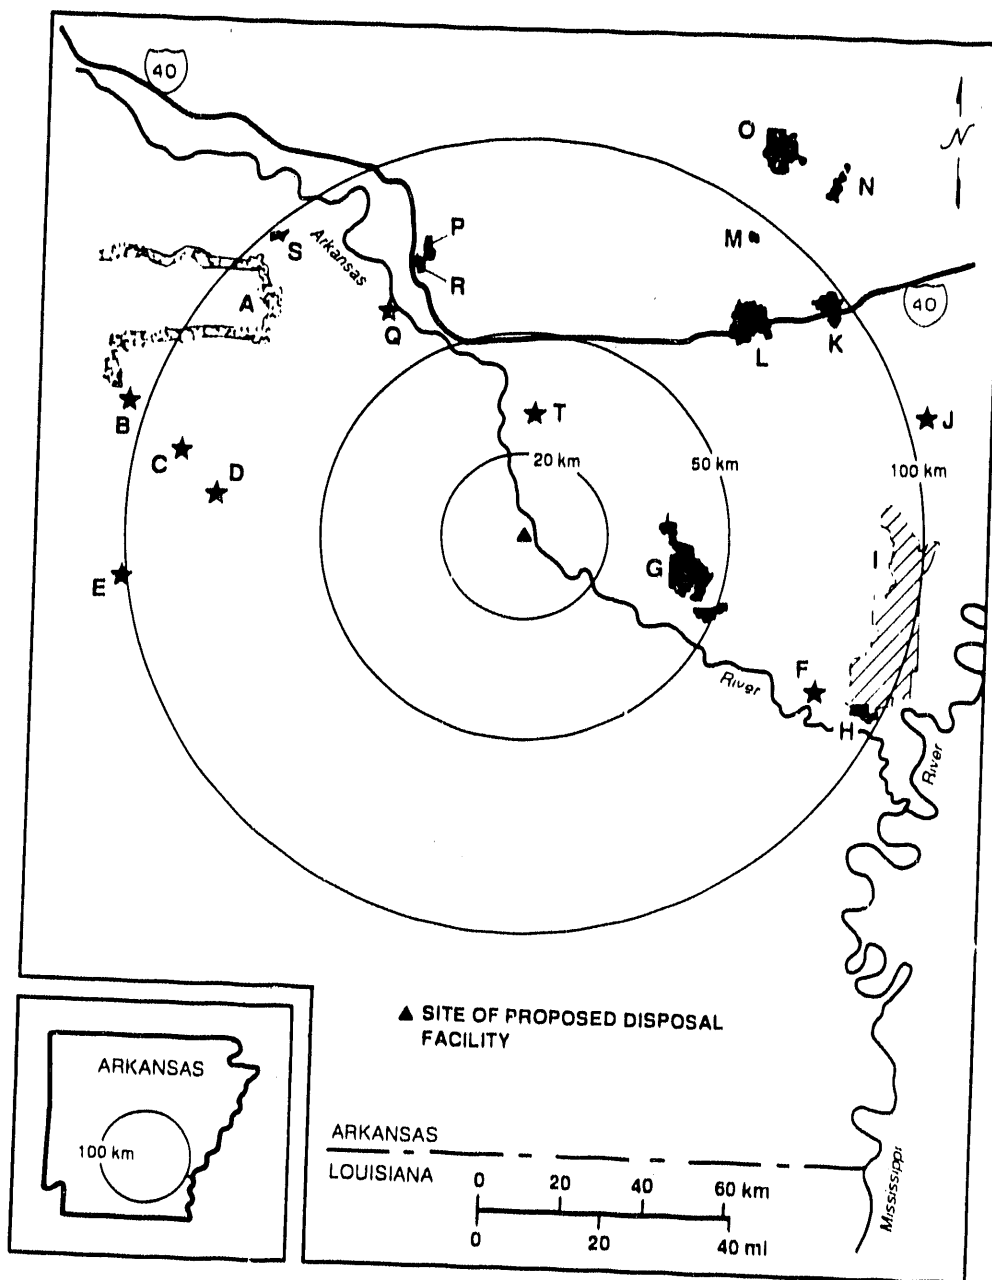 40
O
N
N
P
M
S
Arkansas
A
R
40
Q
K
L
B
T
J
C
20 km
50 km
100 km
D
I
G
E
F
River
H
River
▲ SITE OF PROPOSED DISPOSAL
FACILITY
ARKANSAS
100 km
ARKANSAS
LOUISIANA
0 20 40 60 km
0 20 40 mi
Mississippi